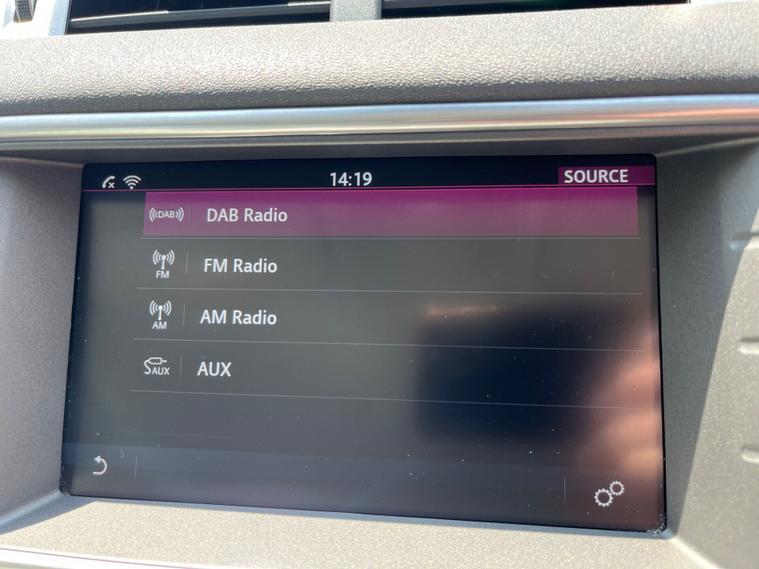 14:19 SOURCE
DAB DAB Radio
FM FM Radio
AM AM Radio
AUX AUX